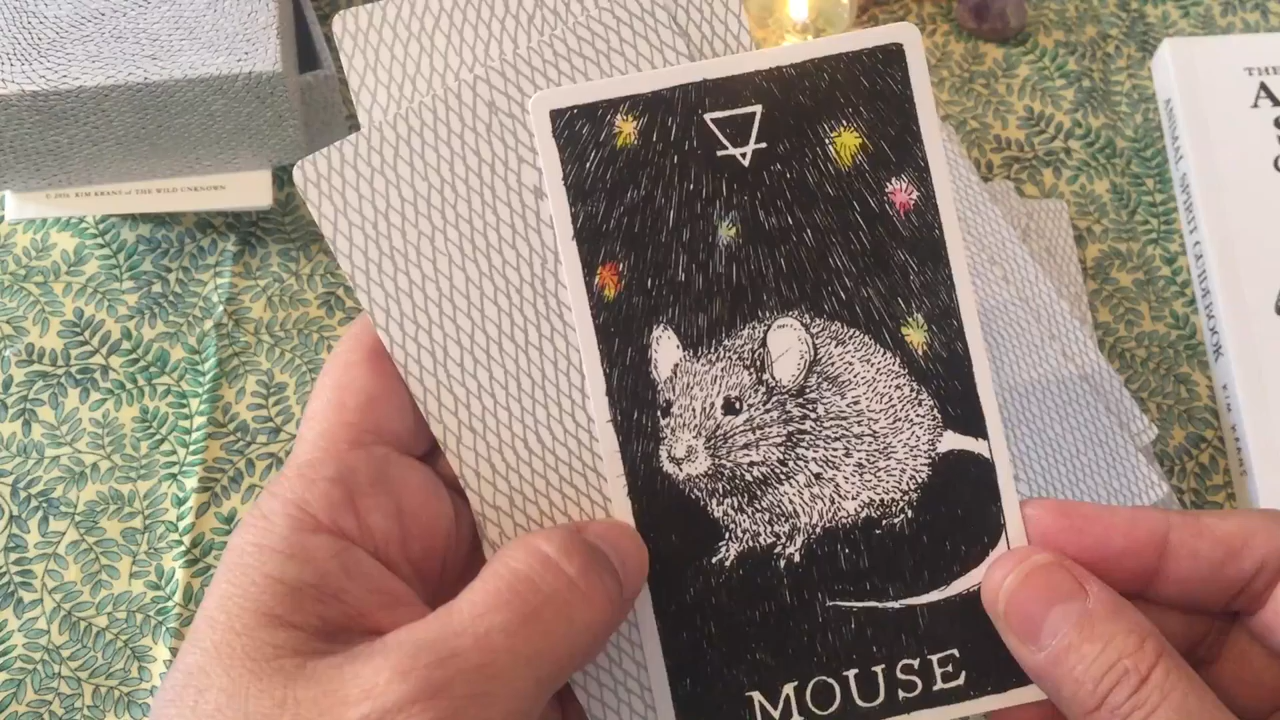 © 2016 KIM KRANS of THE WILD UNKNOWN
THE
A
ANIMAL SPIRIT GUIDEBOOK
KIM KRANS
MOUSE